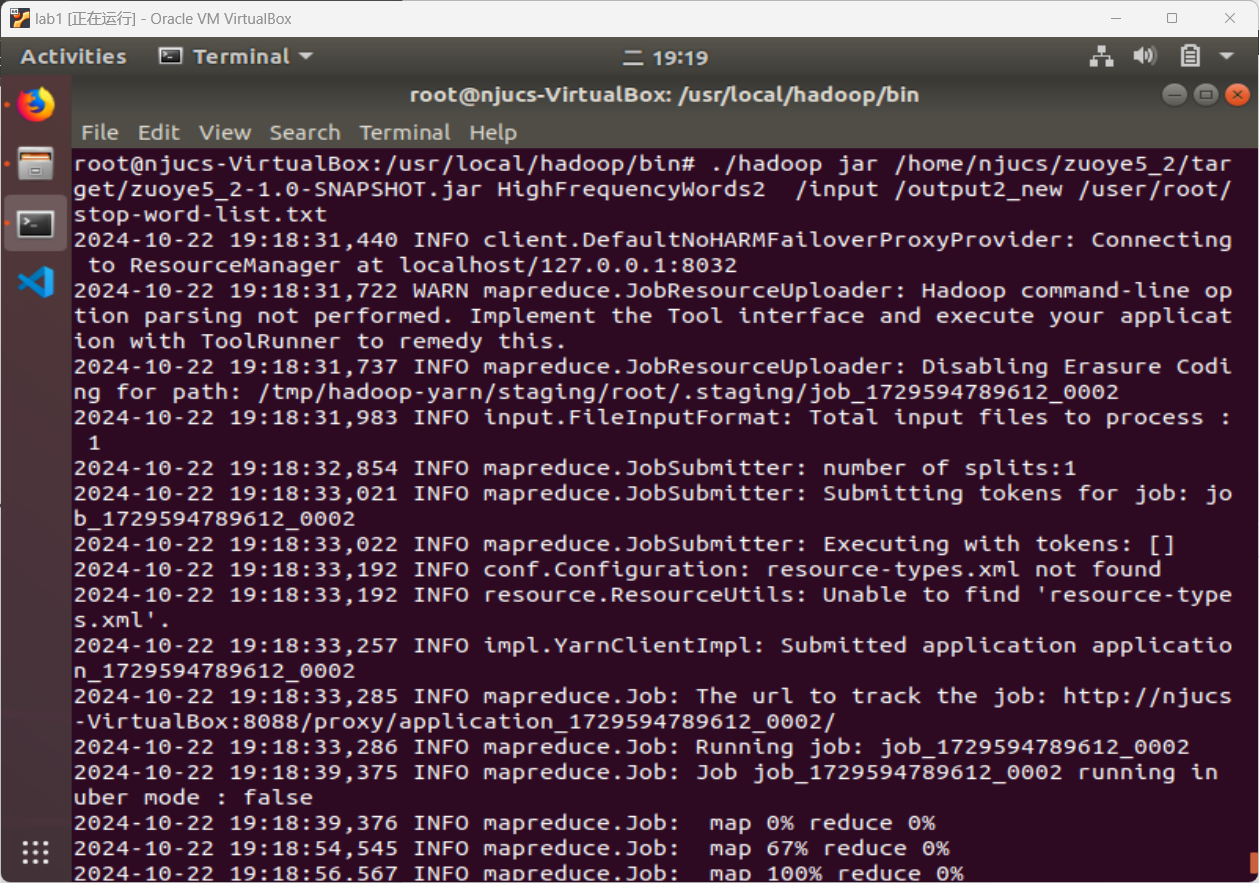 lab1 [正在运行] - Oracle VM VirtualBox
Activities Terminal 二 19:19
root@njucs-VirtualBox: /usr/local/hadoop/bin
File Edit View Search Terminal Help
root@njucs-VirtualBox:/usr/local/hadoop/bin# ./hadoop jar /home/njucs/zuoye5_2/tar
get/zuoye5_2-1.0-SNAPSHOT.jar HighFrequencyWords2  /input /output2_new /user/root/
stop-word-list.txt
2024-10-22 19:18:31,440 INFO client.DefaultNoHARMFailoverProxyProvider: Connecting
 to ResourceManager at localhost/127.0.0.1:8032
2024-10-22 19:18:31,722 WARN mapreduce.JobResourceUploader: Hadoop command-line op
tion parsing not performed. Implement the Tool interface and execute your applicat
ion with ToolRunner to remedy this.
2024-10-22 19:18:31,737 INFO mapreduce.JobResourceUploader: Disabling Erasure Codi
ng for path: /tmp/hadoop-yarn/staging/root/.staging/job_1729594789612_0002
2024-10-22 19:18:31,983 INFO input.FileInputFormat: Total input files to process :
 1
2024-10-22 19:18:32,854 INFO mapreduce.JobSubmitter: number of splits:1
2024-10-22 19:18:33,021 INFO mapreduce.JobSubmitter: Submitting tokens for job: jo
b_1729594789612_0002
2024-10-22 19:18:33,022 INFO mapreduce.JobSubmitter: Executing with tokens: []
2024-10-22 19:18:33,192 INFO conf.Configuration: resource-types.xml not found
2024-10-22 19:18:33,192 INFO resource.ResourceUtils: Unable to find 'resource-type
s.xml'.
2024-10-22 19:18:33,257 INFO impl.YarnClientImpl: Submitted application applicatio
n_1729594789612_0002
2024-10-22 19:18:33,285 INFO mapreduce.Job: The url to track the job: http://njucs
-VirtualBox:8088/proxy/application_1729594789612_0002/
2024-10-22 19:18:33,286 INFO mapreduce.Job: Running job: job_1729594789612_0002
2024-10-22 19:18:39,375 INFO mapreduce.Job: Job job_1729594789612_0002 running in
uber mode : false
2024-10-22 19:18:39,376 INFO mapreduce.Job:  map 0% reduce 0%
2024-10-22 19:18:54,545 INFO mapreduce.Job:  map 67% reduce 0%
2024-10-22 19:18:56,567 INFO mapreduce.Job:  map 100% reduce 0%